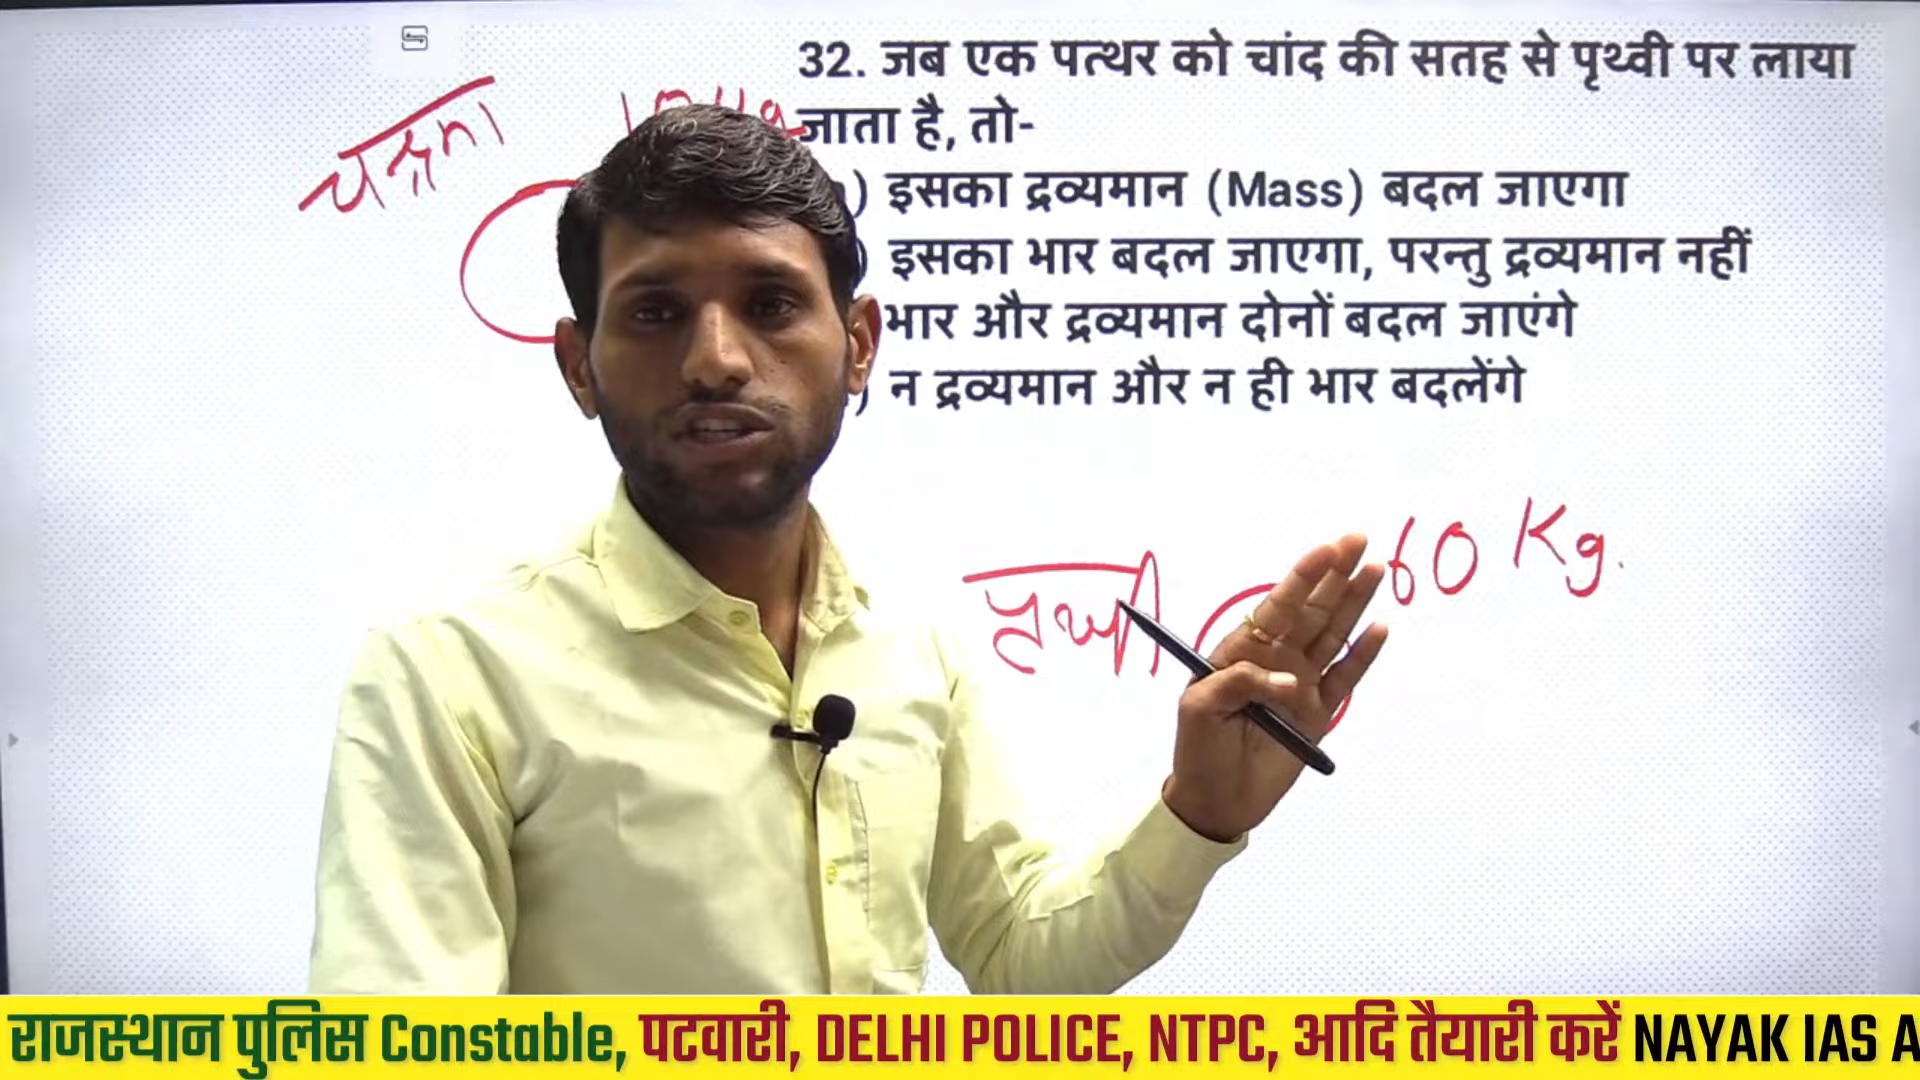 32. जब एक पत्थर को चांद की सतह से पृथ्वी पर लाया
जाता है, तो-
) इसका द्रव्यमान (Mass) बदल जाएगा
) इसका भार बदल जाएगा, परन्तु द्रव्यमान नहीं
भार और द्रव्यमान दोनों बदल जाएंगे
) न द्रव्यमान और न ही भार बदलेंगे
पृथ्वी
60 Kg.
राजस्थान पुलिस Constable, पटवारी, DELHI POLICE, NTPC, आदि तैयारी करें NAYAK IAS A